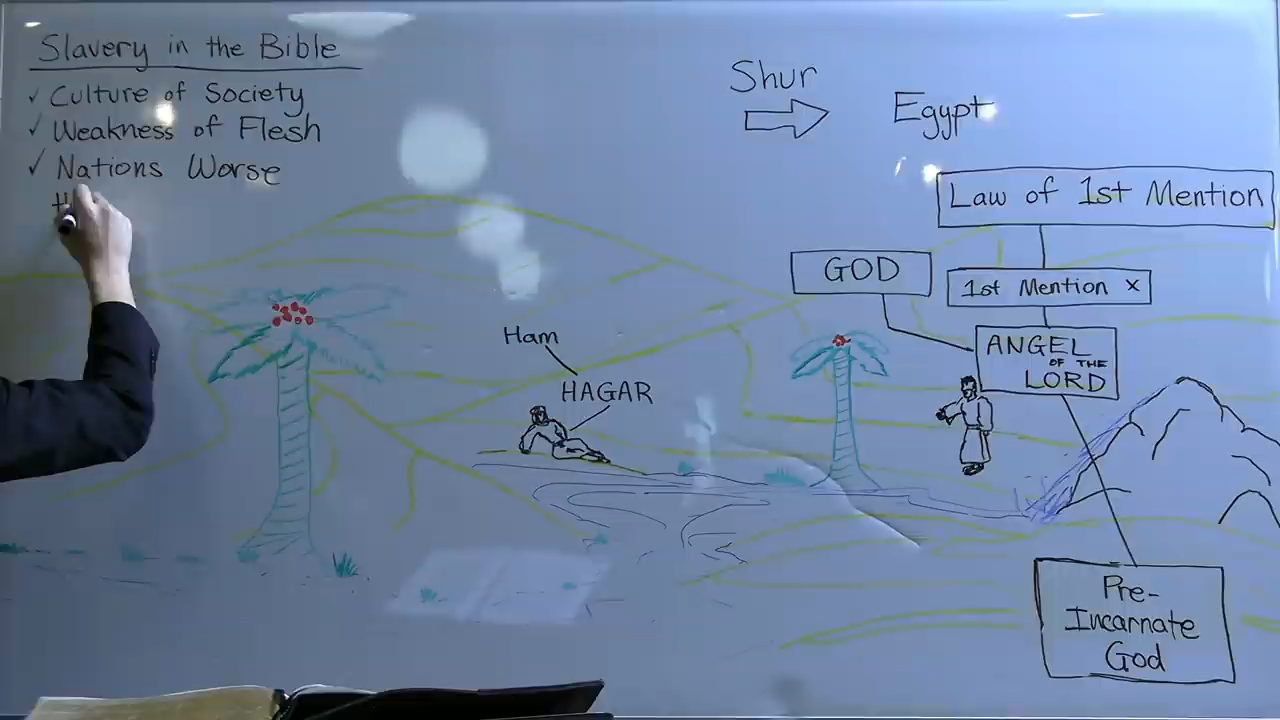 Slavery in the Bible
✓ Culture of Society
✓ Weakness of Flesh
✓ Nations Worse
Shur
Egypt
Law of 1st Mention
GOD
1st Mention x
ANGEL
OF THE
LORD
Ham
HAGAR
Pre-
Incarnate
God